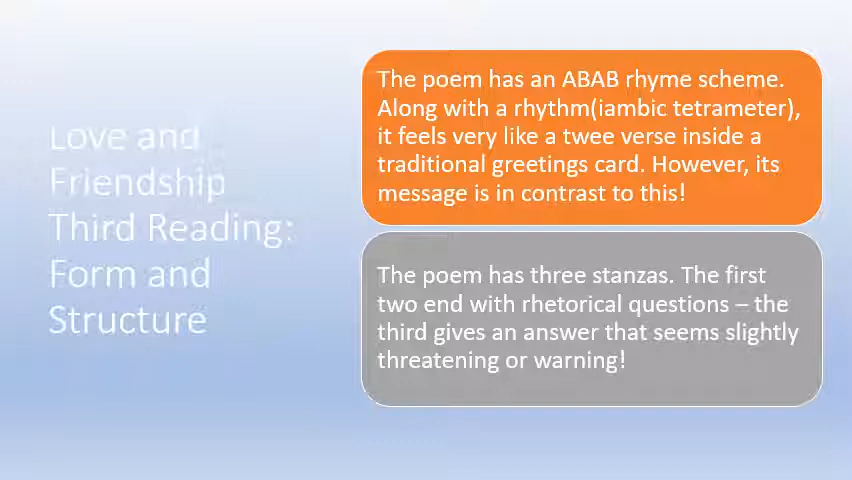 Love and
Friendship
Third Reading:
Form and
Structure
The poem has an ABAB rhyme scheme.
Along with a rhythm(iambic tetrameter),
it feels very like a twee verse inside a
traditional greetings card. However, its
message is in contrast to this!
The poem has three stanzas. The first
two end with rhetorical questions – the
third gives an answer that seems slightly
threatening or warning!